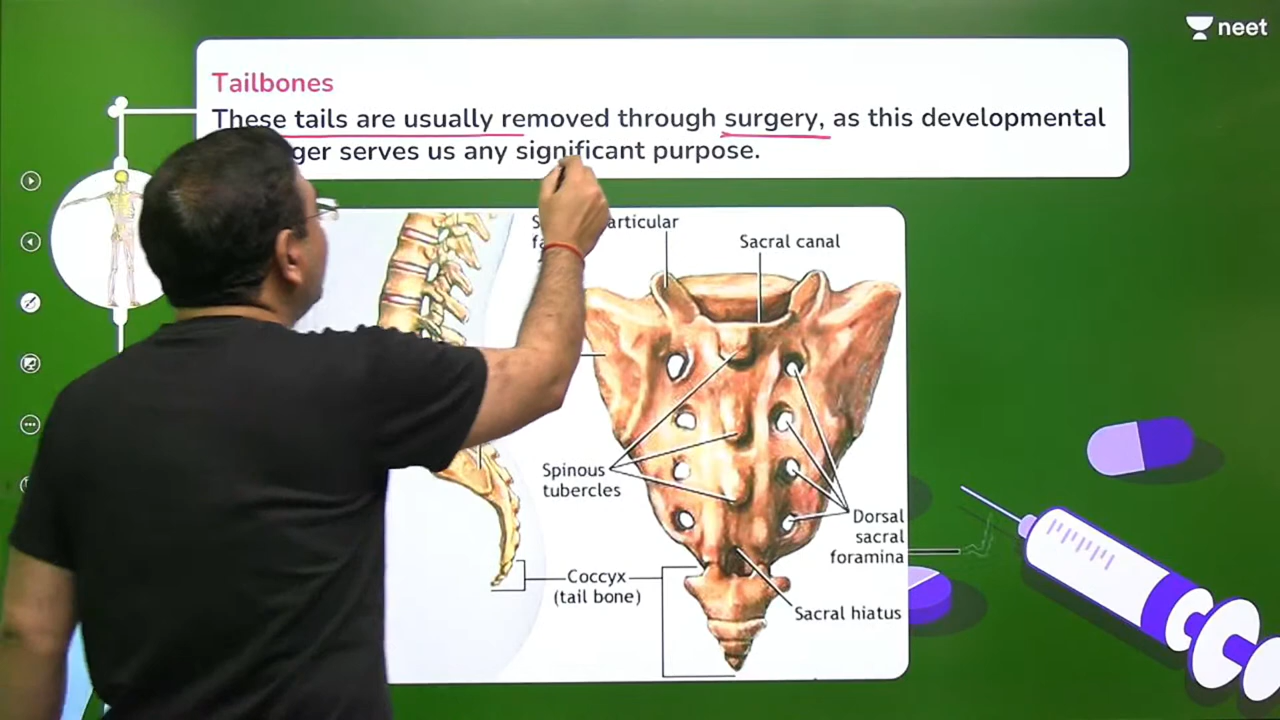 neet
Tailbones
These tails are usually removed through surgery, as this developmental
serves us any significant purpose.
articular
Sacral canal
Spinous
tubercles
Dorsal
sacral
foramina
Coccyx
(tail bone)
Sacral hiatus